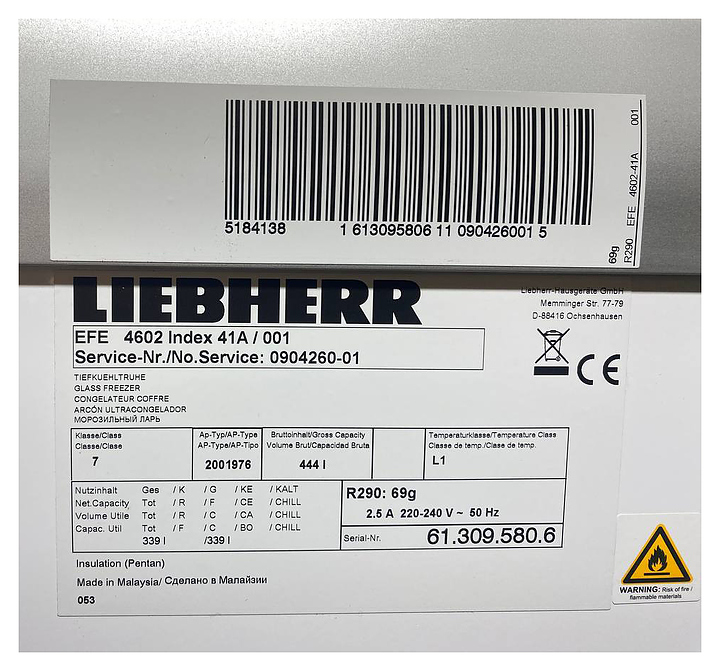 5184138 1 613095806 11 090426001 5
69g R290 EFE 4602-41A 001
LIEBHERR
Liebherr-Hausgeräte GmbH
Memminger Str. 77-79
D-88416 Ochsenhausen
EFE 4602 Index 41A / 001
Service-Nr./No.Service: 0904260-01
CE
TIEFKUEHLTRUHE
GLASS FREEZER
CONGELATEUR COFFRE
ARCÓN ULTRACONGELADOR
МОРОЗИЛЬНЫЙ ЛАРЬ
Klasse/Class
Classe/Clase
7
Ap-Typ/AP-Type
AP-Type/AP-Tipo
2001976
Bruttoinhalt/Gross Capacity
Volume Brut/Capacidad Bruta
444 l
Temperaturklasse/Temperature Class
Classe de temp./Clase de temp.
L1
Nutzinhalt Ges / K / G / KE / KALT
Net.Capacity Tot / R / F / CE / CHILL
Volume Utile Tot / R / C / CA / CHILL
Capac. Util Tot / F / C / BO / CHILL
339 l /339 l
R290: 69g
2.5 A 220-240 V ~ 50 Hz
Serial-Nr. 61.309.580.6
Insulation (Pentan)
Made in Malaysia/ Сделано в Малайзии
053
WARNING: Risk of fire /
flammable materials